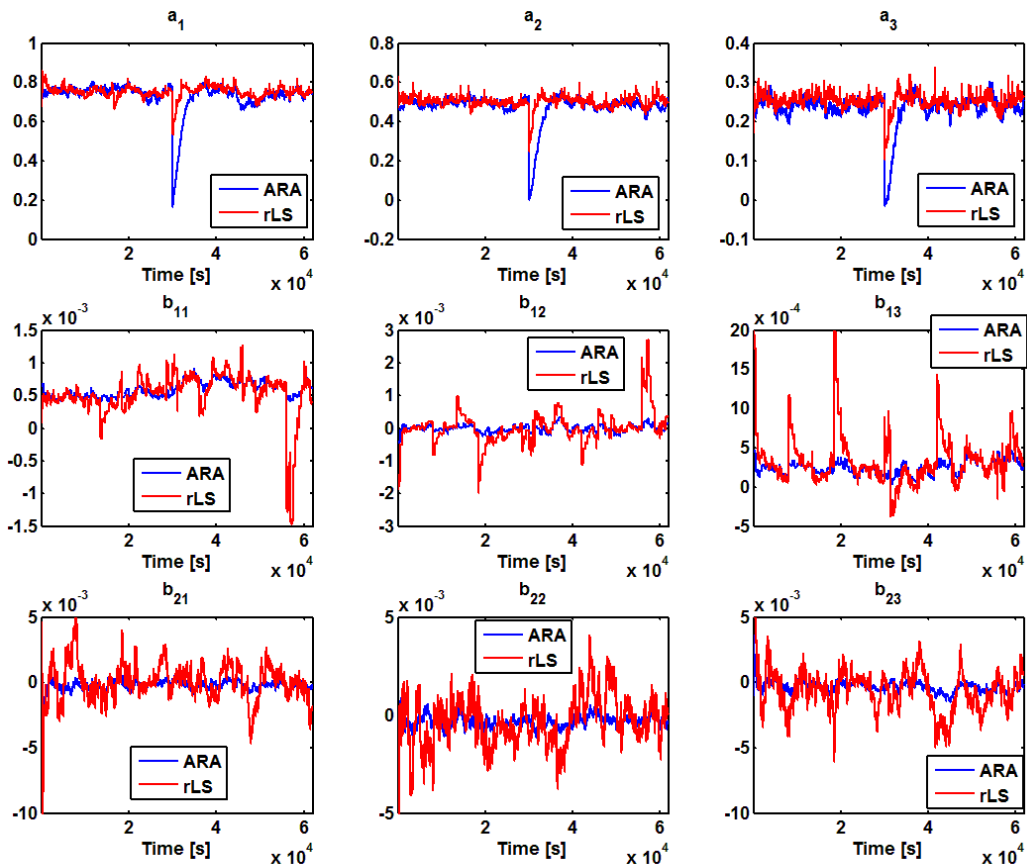 a1 a2 a3
1 0.8 0.4
0.8 0.6 0.3
0.6 0.4 0.2
0.4 0.2 0.1
0.2 0 0
0 -0.2 -0.1
ARA ARA ARA
rLS rLS rLS
2 4 6 2 4 6 2 4 6
Time [s] x 10^4 Time [s] x 10^4 Time [s] x 10^4
x 10^-3 b11 x 10^-3 b12 x 10^-4 b13
1.5 3 20
1 2 15
0.5 1 10
0 0 5
-0.5 -1 0
-1 -2 -5
-1.5 -3
ARA ARA ARA
rLS rLS rLS
2 4 6 2 4 6 2 4 6
Time [s] x 10^4 Time [s] x 10^4 Time [s] x 10^4
x 10^-3 b21 x 10^-3 b22 x 10^-3 b23
5 5 5
0 0 0
-5 -5 -5
-10 -10
ARA ARA ARA
rLS rLS rLS
2 4 6 2 4 6 2 4 6
Time [s] x 10^4 Time [s] x 10^4 Time [s] x 10^4